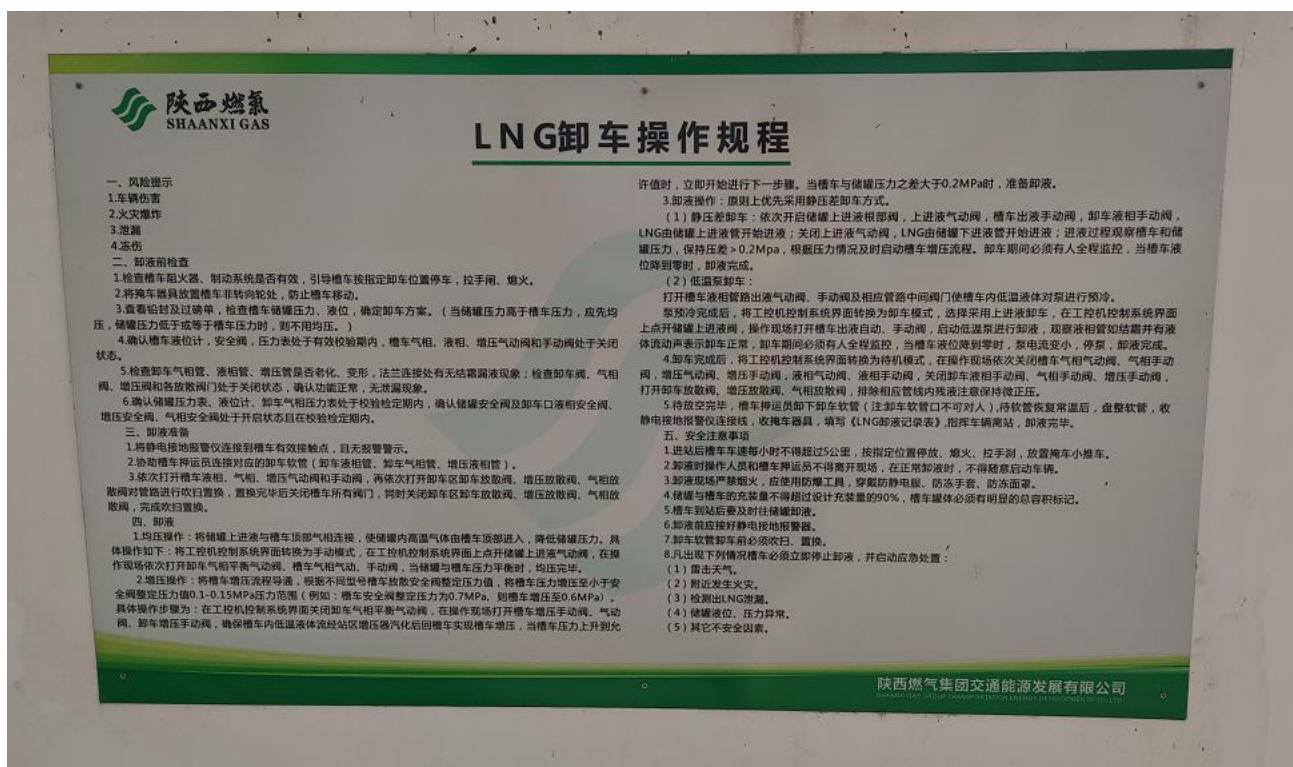 陕西燃氣
SHAANXI GAS
LNG卸车操作规程
一、风险提示
1.车辆伤害
2.火灾爆炸
3.泄漏
4.冻伤
二、卸液前检查
1.检查槽车阻火器、制动系统是否有效，引导槽车按指定卸车位置停车，拉手闸、熄火。
2.将掩车器具放置槽车非转向轮处，防止槽车移动。
3.查看铅封及过磅单，检查槽车储罐压力、液位，确定卸车方案。（当储罐压力高于槽车压力，应先均
压，储罐压力低于或等于槽车压力时，则不用均压。）
4.确认槽车液位计，安全阀，压力表处于有效校验期内，槽车气相、液相、增压气动阀和手动阀处于关闭
状态。
5.检查卸车气相管、液相管、增压管是否老化、变形，法兰连接处有无结霜漏液现象；检查卸车阀、气相
阀、增压阀和各放散阀门处于关闭状态，确认功能正常，无泄漏现象。
6.确认储罐压力表、液位计、卸车气相压力表处于校验检定期内，确认储罐安全阀及卸车口液相安全阀、
增压安全阀、气相安全阀处于开启状态且在校验检定期内。
三、卸液准备
1.将静电接地报警仪连接到槽车有效接触点，且无报警警示。
2.协助槽车押运员连接对应的卸车软管（卸车液相管、卸车气相管、增压液相管）。
3.依次打开槽车液相、气相、增压气动阀和手动阀，再依次打开卸车区卸车放散阀、增压放散阀、气相放
散阀对管路进行吹扫置换，置换完毕后关闭槽车所有阀门，同时关闭卸车区卸车放散阀、增压放散阀、气相放
散阀，完成吹扫置换。
四、卸液
1.均压操作：将储罐上进液与槽车顶部气相连接，使储罐内高温气体由槽车顶部进入，降低储罐压力。具
体操作如下：将工控机控制系统界面转换为手动模式，在工控机控制系统界面上点开储罐上进液气动阀，在操
作现场依次打开卸车气相平衡气动阀、槽车气相气动、手动阀，当储罐与槽车压力平衡时，均压完毕。
2.增压操作：将槽车增压流程导通，根据不同型号槽车放散安全阀整定压力值，将槽车压力增压至小于安
全阀整定压力值0.1-0.15MPa压力范围（例如：槽车安全阀整定压力为0.7MPa，则槽车增压至0.6MPa）。
具体操作步骤为：在工控机控制系统界面关闭卸车气相平衡气动阀，在操作现场打开槽车增压手动阀、气动
阀、卸车增压手动阀，确保槽车内低温液体流经站区增压器汽化后回槽车实现槽车增压，当槽车压力上升到允
许值时，立即开始进行下一步骤。当槽车与储罐压力之差大于0.2MPa时，准备卸液。
3.卸液操作：原则上优先采用静压差卸车方式。
（1）静压差卸车：依次开启储罐上进液根部阀，上进液气动阀，槽车出液手动阀，卸车液相手动阀，
LNG由储罐上进液管开始进液；关闭上进液气动阀，LNG由储罐下进液管开始进液；进液过程观察槽车和储
罐压力，保持压差＞0.2Mpa，根据压力情况及时启动槽车增压流程。卸车期间必须有人全程监控，当槽车液
位降到零时，卸液完成。
（2）低温泵卸车：
打开槽车液相管路出液气动阀、手动阀及相应管路中间阀门使槽车内低温液体对泵进行预冷。
泵预冷完成后，将工控机控制系统界面转换为卸车模式，选择采用上进液卸车，在工控机控制系统界面
上点开储罐上进液阀，操作现场打开槽车出液自动、手动阀，启动低温泵进行卸液，观察液相管如结霜并有液
体流动声表示卸车正常，卸车期间必须有人全程监控，当槽车液位降到零时，泵电流变小，停泵，卸液完成。
4.卸车完成后，将工控机控制系统界面转换为待机模式，在操作现场依次关闭槽车气相气动阀、气相手动
阀，增压气动阀、增压手动阀，液相气动阀、液相手动阀，关闭卸车液相手动阀、气相手动阀、增压手动阀，
打开卸车放散阀、增压放散阀、气相放散阀，排除相应管线内残液注意保持微正压。
5.待放空完毕，槽车押运员卸下卸车软管（注:卸车软管口不可对人）,待软管恢复常温后，盘整软管，收
静电接地报警仪连接线，收掩车器具，填写《LNG卸液记录表》,指挥车辆离站，卸液完毕。
五、安全注意事项
1.进站后槽车车速每小时不得超过5公里，按指定位置停放、熄火、拉手刹，放置掩车小推车。
2.卸液时操作人员和槽车押运员不得离开现场，在正常卸液时，不得随意启动车辆。
3.卸液现场严禁烟火，应使用防爆工具，穿戴防静电服、防冻手套、防冻面罩。
4.储罐与槽车的充装量不得超过设计充装量的90%，槽车罐体必须有明显的总容积标记。
5.槽车到站后要及时往储罐卸液。
6.卸液前应接好静电接地报警器。
7.卸车软管卸车前必须吹扫、置换。
8.凡出现下列情况槽车必须立即停止卸液，并启动应急处置：
（1）雷击天气。
（2）附近发生火灾。
（3）检测出LNG泄漏。
（4）储罐液位、压力异常。
（5）其它不安全因素。
陕西燃气集团交通能源发展有限公司
SHAANXI GAS GROUP TRANSPORTATION ENERGY DEVELOPMENTS CO.,LTD